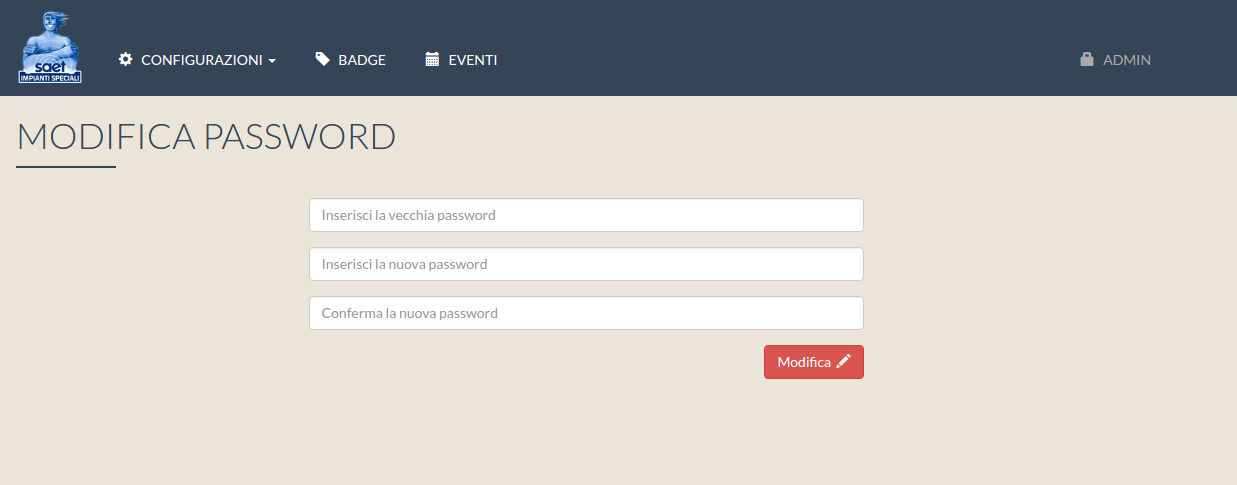 saet
IMPIANTI SPECIALI
CONFIGURAZIONI
BADGE
EVENTI
ADMIN
MODIFICA PASSWORD
Inserisci la vecchia password
Inserisci la nuova password
Conferma la nuova password
Modifica